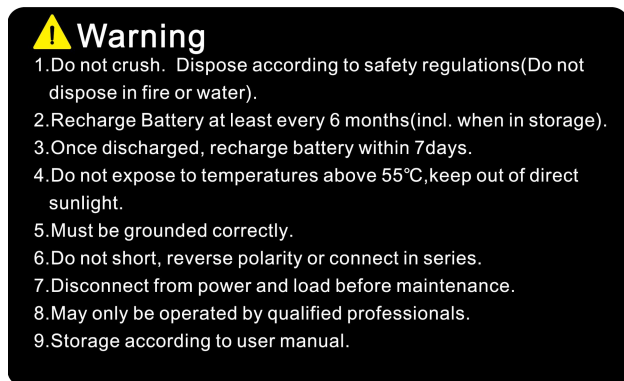 Warning
1.Do not crush. Dispose according to safety regulations(Do not
dispose in fire or water).
2.Recharge Battery at least every 6 months(incl. when in storage).
3.Once discharged, recharge battery within 7days.
4.Do not expose to temperatures above 55℃,keep out of direct
sunlight.
5.Must be grounded correctly.
6.Do not short, reverse polarity or connect in series.
7.Disconnect from power and load before maintenance.
8.May only be operated by qualified professionals.
9.Storage according to user manual.